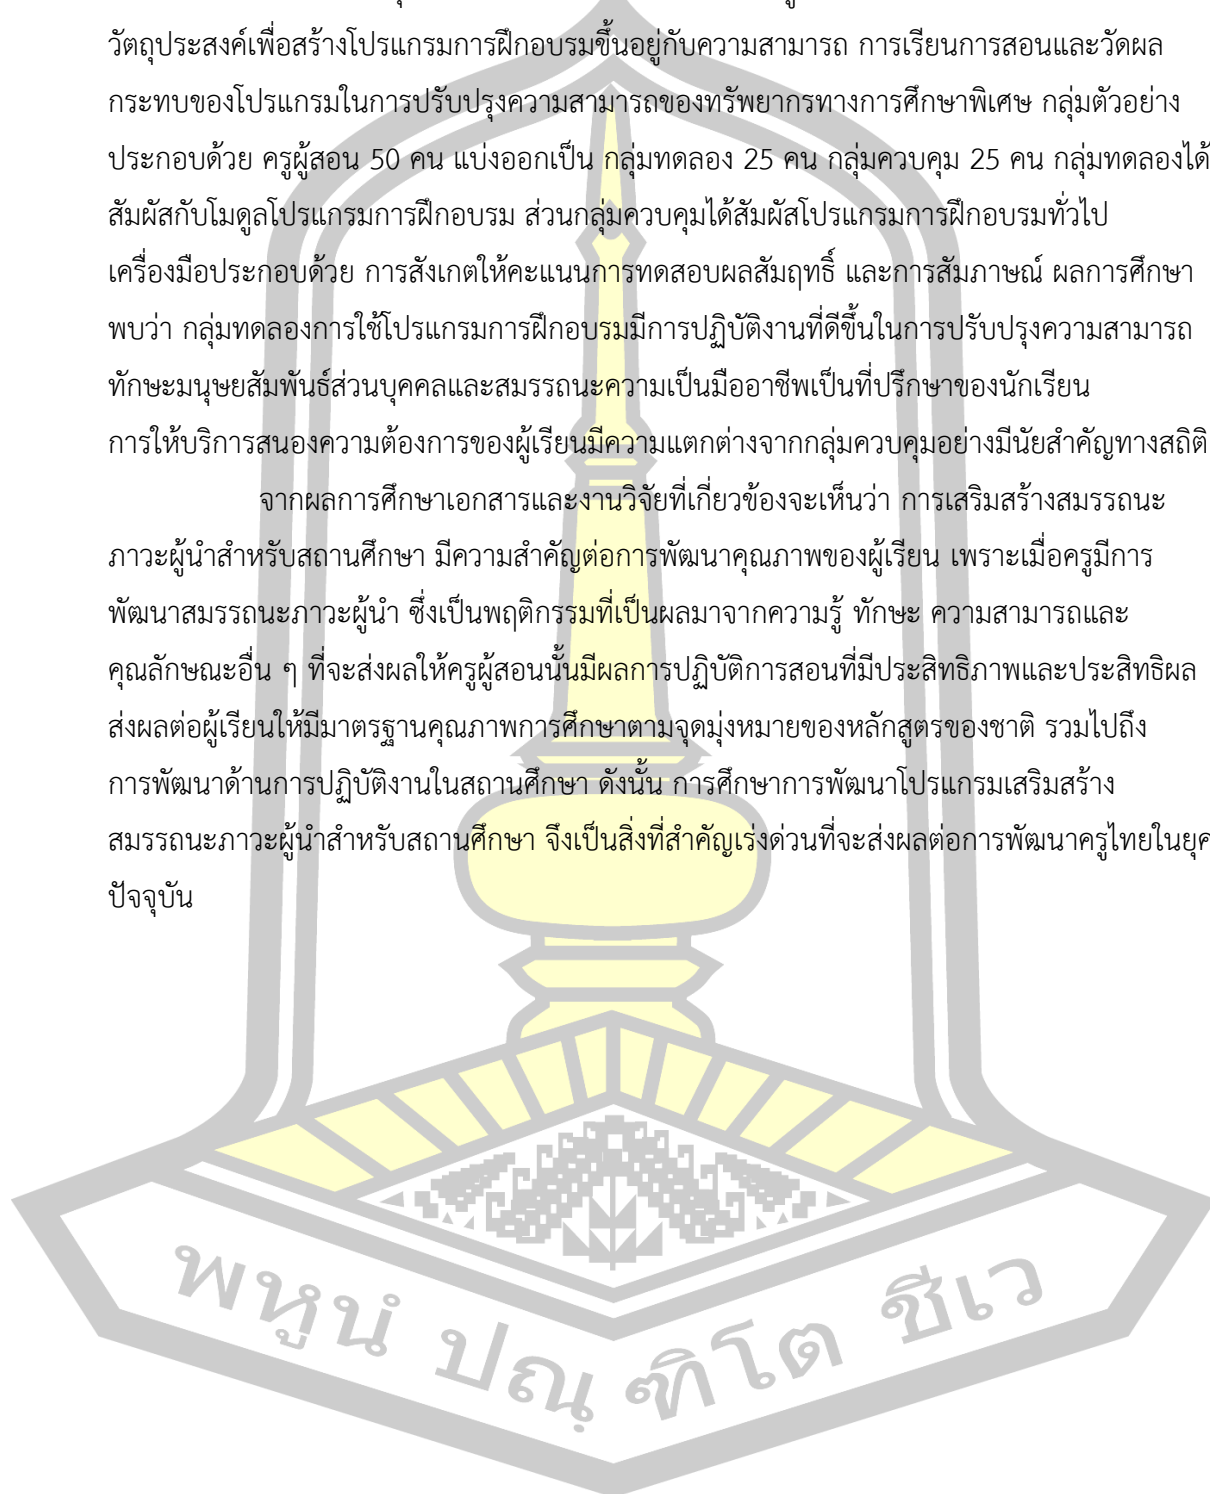 วัตถุประสงค์เพื่อสร้างโปรแกรมการฝึกอบรมขึ้นอยู่กับความสามารถ การเรียนการสอนและวัดผล
กระทบของโปรแกรมในการปรับปรุงความสามารถของทรัพยากรทางการศึกษาพิเศษ กลุ่มตัวอย่าง
ประกอบด้วย ครูผู้สอน 50 คน แบ่งออกเป็น กลุ่มทดลอง 25 คน กลุ่มควบคุม 25 คน กลุ่มทดลองได้
สัมผัสกับโมดูลโปรแกรมการฝึกอบรม ส่วนกลุ่มควบคุมได้สัมผัสโปรแกรมการฝึกอบรมทั่วไป
เครื่องมือประกอบด้วย การสังเกตให้คะแนนการทดสอบผลสัมฤทธิ์ และการสัมภาษณ์ ผลการศึกษา
พบว่า กลุ่มทดลองการใช้โปรแกรมการฝึกอบรมมีการปฏิบัติงานที่ดีขึ้นในการปรับปรุงความสามารถ
ทักษะมนุษยสัมพันธ์ส่วนบุคคลและสมรรถนะความเป็นมืออาชีพเป็นที่ปรึกษาของนักเรียน
การให้บริการสนองความต้องการของผู้เรียนมีความแตกต่างจากกลุ่มควบคุมอย่างมีนัยสำคัญทางสถิติ
จากผลการศึกษาเอกสารและงานวิจัยที่เกี่ยวข้องจะเห็นว่า การเสริมสร้างสมรรถนะ
ภาวะผู้นำสำหรับสถานศึกษา มีความสำคัญต่อการพัฒนาคุณภาพของผู้เรียน เพราะเมื่อครูมีการ
พัฒนาสมรรถนะภาวะผู้นำ ซึ่งเป็นพฤติกรรมที่เป็นผลมาจากความรู้ ทักษะ ความสามารถและ
คุณลักษณะอื่น ๆ ที่จะส่งผลให้ครูผู้สอนนั้นมีผลการปฏิบัติการสอนที่มีประสิทธิภาพและประสิทธิผล
ส่งผลต่อผู้เรียนให้มีมาตรฐานคุณภาพการศึกษาตามจุดมุ่งหมายของหลักสูตรของชาติ รวมไปถึง
การพัฒนาด้านการปฏิบัติงานในสถานศึกษา ดังนั้น การศึกษาการพัฒนาโปรแกรมเสริมสร้าง
สมรรถนะภาวะผู้นำสำหรับสถานศึกษา จึงเป็นสิ่งที่สำคัญเร่งด่วนที่จะส่งผลต่อการพัฒนาครูไทยในยุค
ปัจจุบัน
พหูนํ ปณฺฑิโต ชีเว